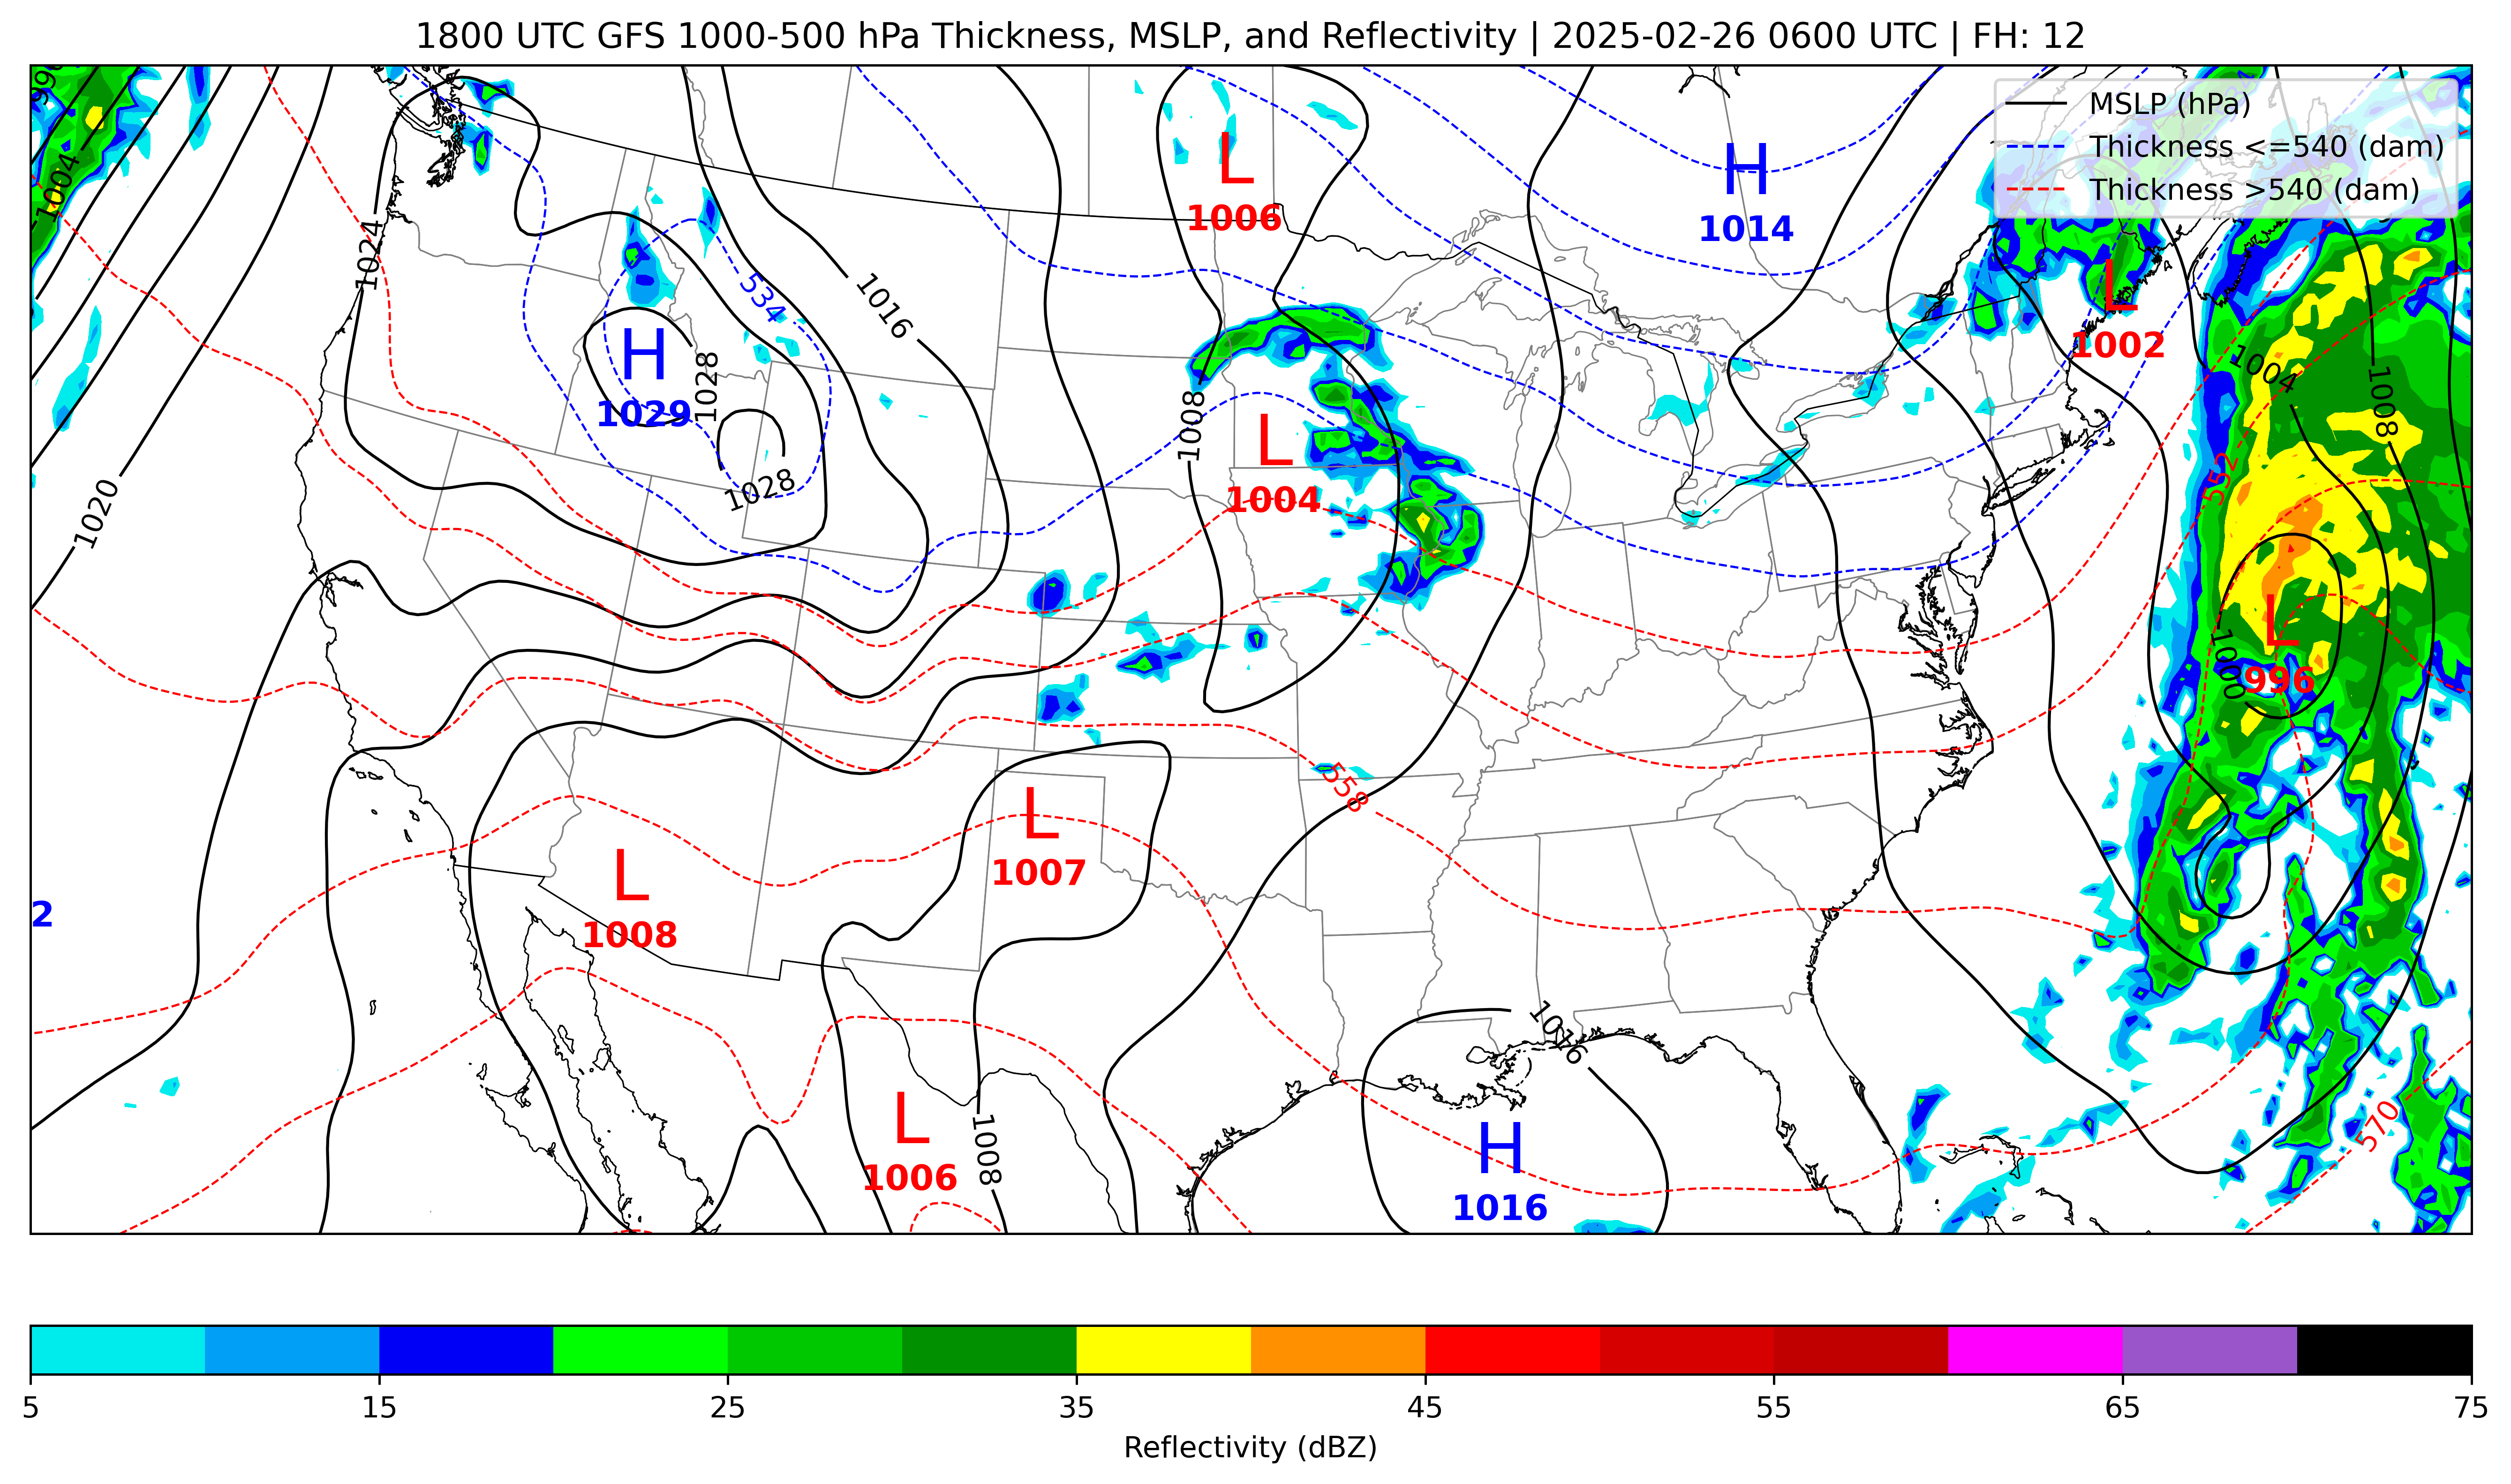 1800 UTC GFS 1000-500 hPa Thickness, MSLP, and Reflectivity | 2025-02-26 0600 UTC | FH: 12
MSLP (hPa)
Thickness <=540 (dam)
Thickness >540 (dam)
1004
L
1006
H
1014
1024
534
1016
L
1002
H
1029
1028
1004
1008
1008
L
1004
1028
1020
552
L
996
1000
558
L
1007
L
1008
2
1016
1008
L
1006
H
1016
570
5
15
25
35
45
55
65
75
Reflectivity (dBZ)